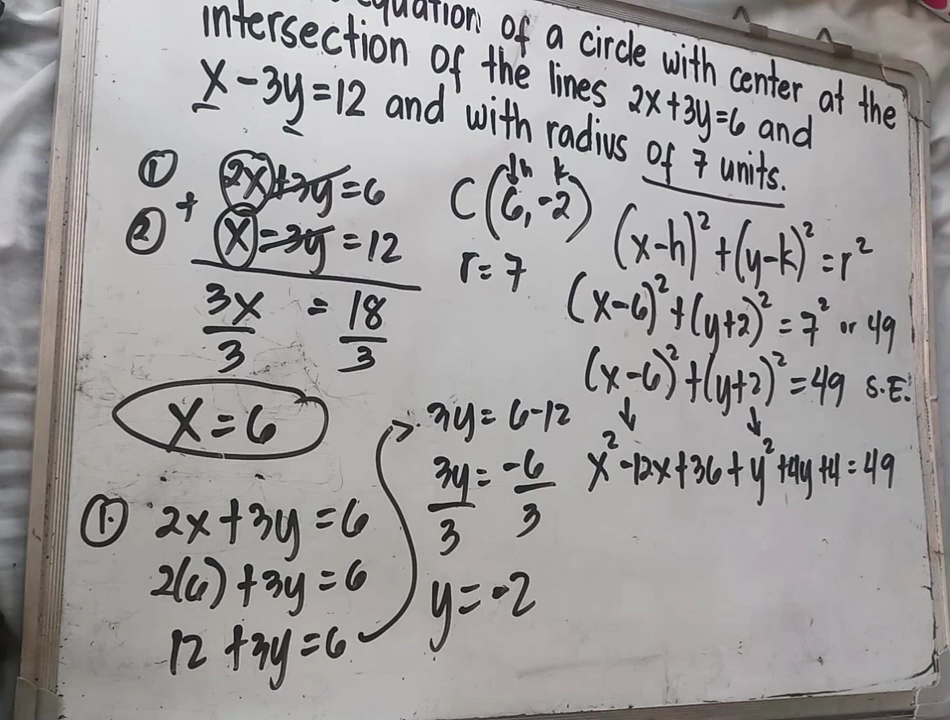 equation of a circle with center at the
intersection of the lines 2x+3y=6 and
x-3y=12 and with radius of 7 units.
① 2x+3y=6
+
② x-3y=12
3x/3 = 18/3
x=6
①. 2x+3y=6
2(6)+3y=6
12+3y=6
3y=6-12
3y/3=-6/3
y=-2
h k
C(6,-2)
r=7
(x-h)²+(y-k)²=r²
(x-6)²+(y+2)²=7² or 49
(x-6)²+(y+2)²=49 S.E.
x²-12x+36+y²+4y+4=49